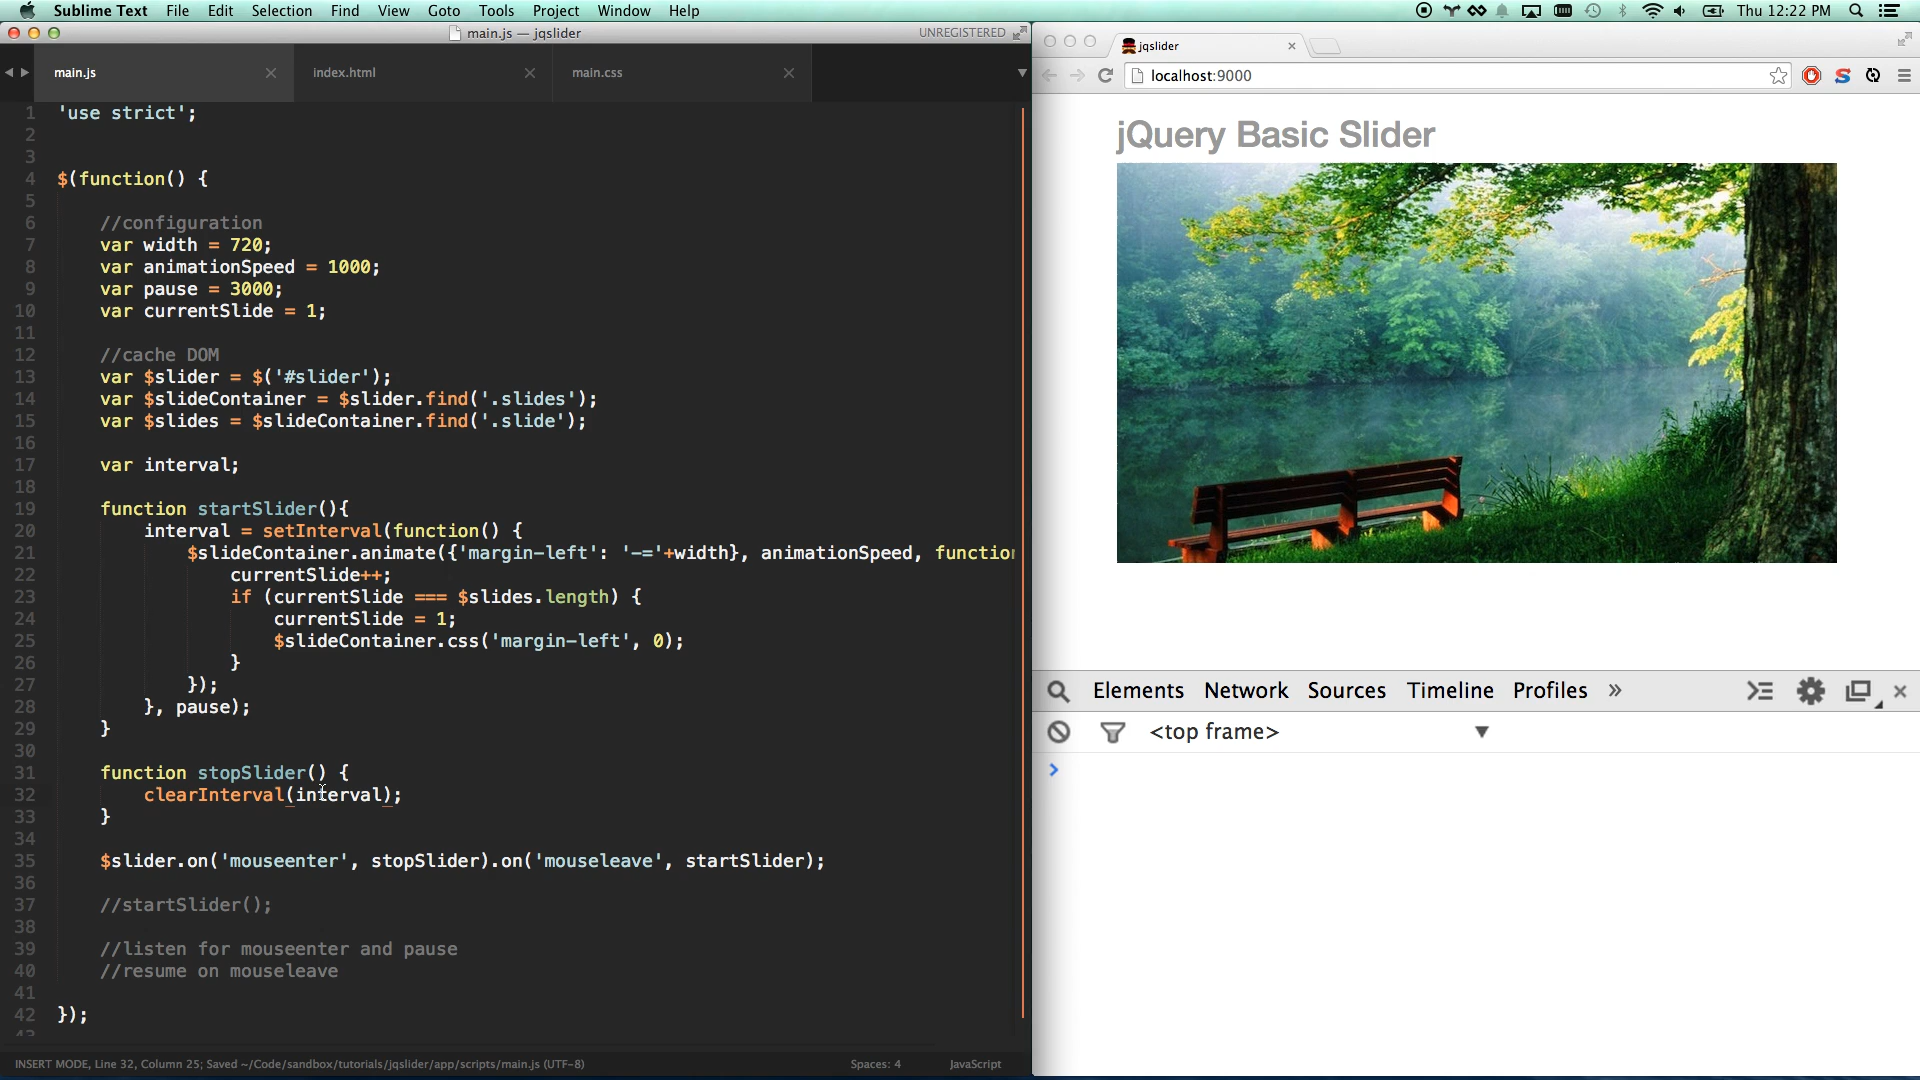 Sublime Text File Edit Selection Find View Goto Tools Project Window Help Thu 12:22 PM
main.js — jqslider UNREGISTERED
main.js index.html main.css
1 'use strict';
2
3
4 $(function() {
5
6 //configuration
7 var width = 720;
8 var animationSpeed = 1000;
9 var pause = 3000;
10 var currentSlide = 1;
11
12 //cache DOM
13 var $slider = $('#slider');
14 var $slideContainer = $slider.find('.slides');
15 var $slides = $slideContainer.find('.slide');
16
17 var interval;
18
19 function startSlider(){
20 interval = setInterval(function() {
21 $slideContainer.animate({'margin-left': '-='+width}, animationSpeed, function
22 currentSlide++;
23 if (currentSlide === $slides.length) {
24 currentSlide = 1;
25 $slideContainer.css('margin-left', 0);
26 }
27 });
28 }, pause);
29 }
30
31 function stopSlider() {
32 clearInterval(interval);
33 }
34
35 $slider.on('mouseenter', stopSlider).on('mouseleave', startSlider);
36
37 //startSlider();
38
39 //listen for mouseenter and pause
40 //resume on mouseleave
41
42 });
43
INSERT MODE, Line 32, Column 25; Saved ~/Code/sandbox/tutorials/jqslider/app/scripts/main.js (UTF-8) Spaces: 4 JavaScript
jqslider
localhost:9000
jQuery Basic Slider
Elements Network Sources Timeline Profiles »
<top frame>